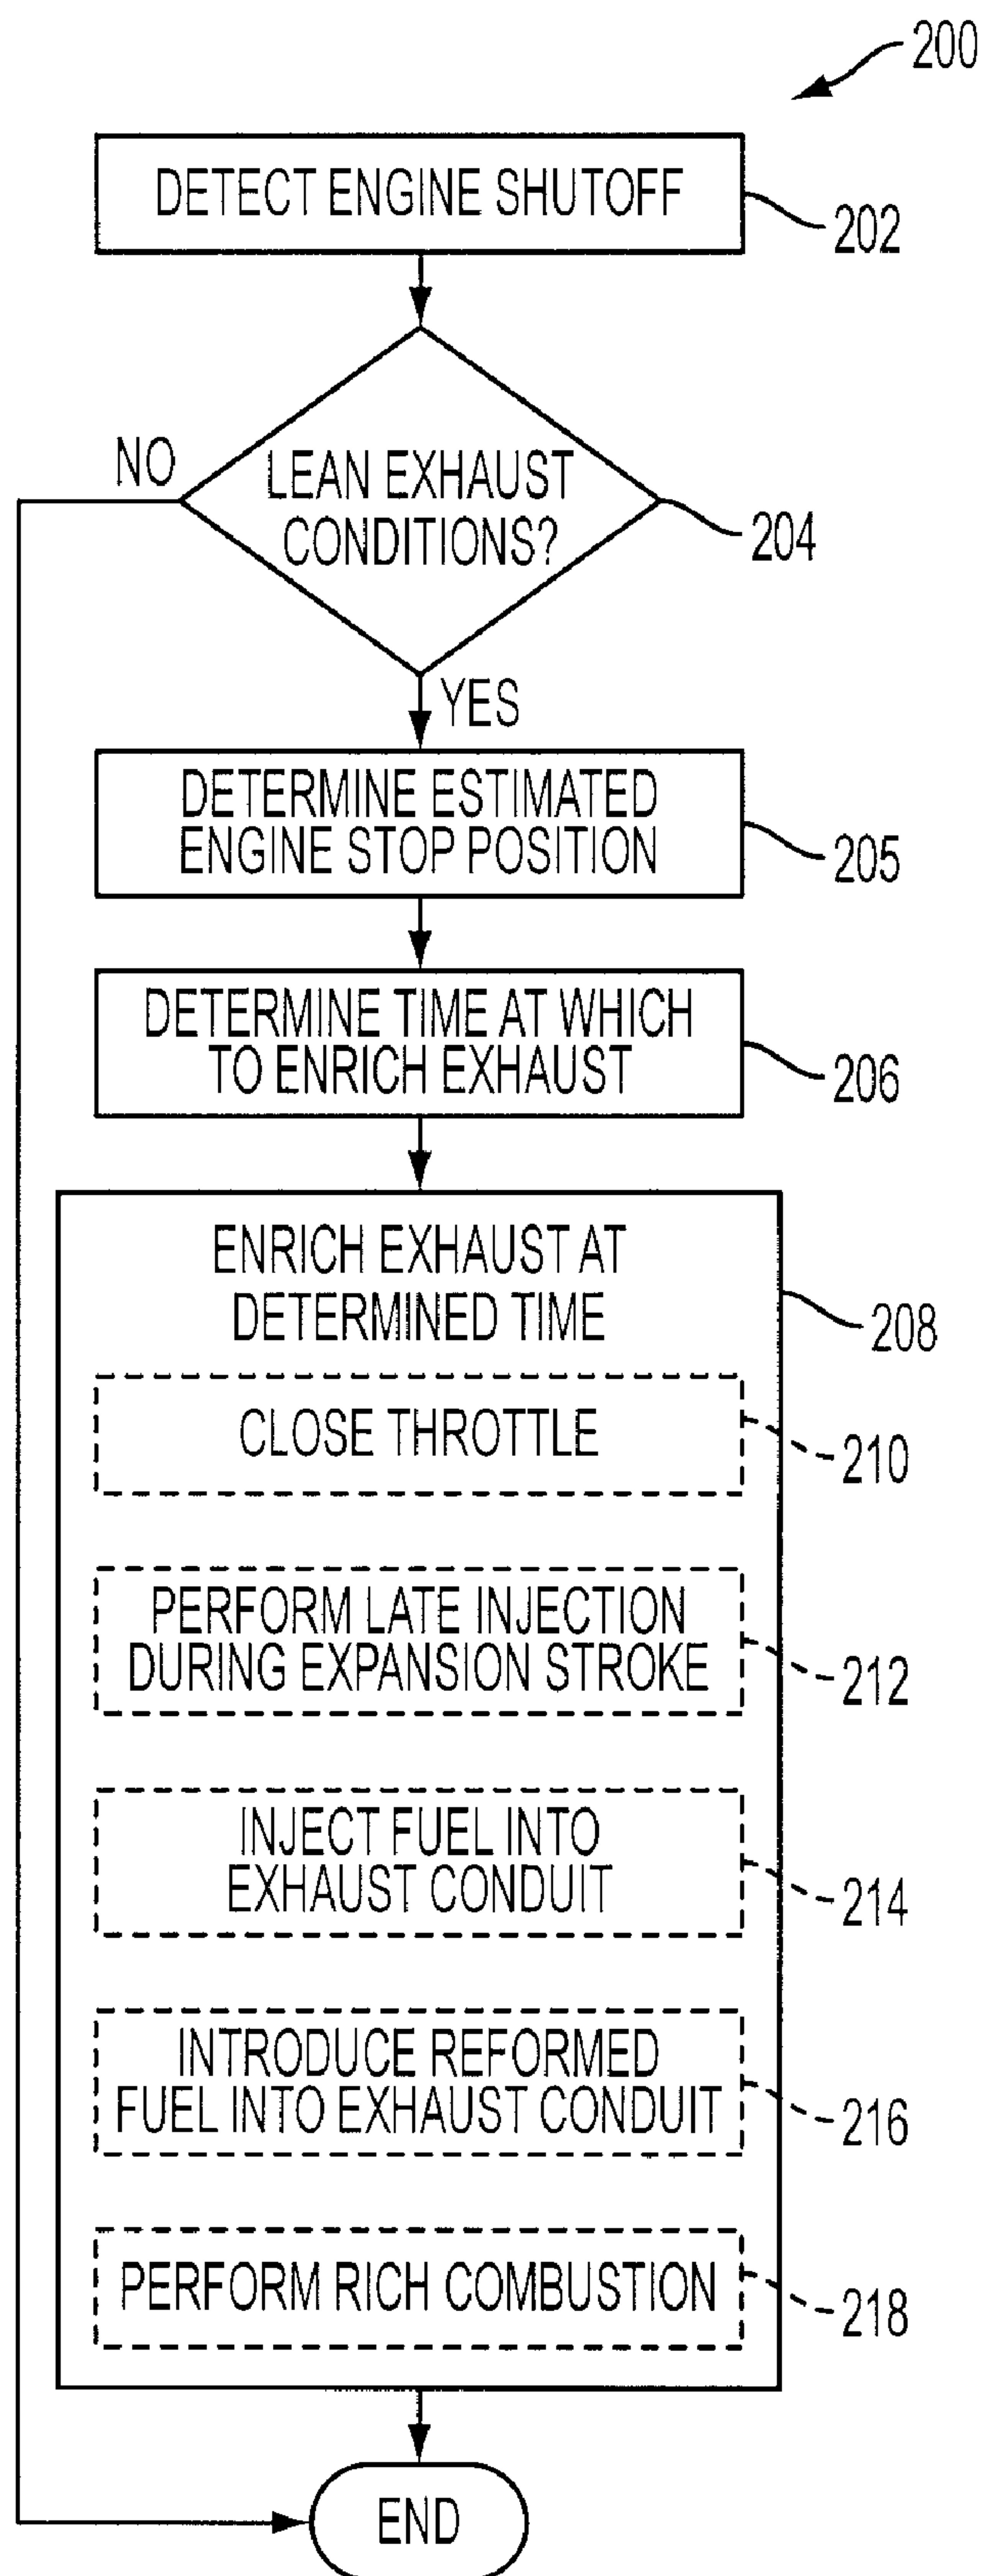 200
DETECT ENGINE SHUTOFF
202
NO
LEAN EXHAUST
CONDITIONS?
204
YES
DETERMINE ESTIMATED
ENGINE STOP POSITION
205
DETERMINE TIME AT WHICH
TO ENRICH EXHAUST
206
ENRICH EXHAUST AT
DETERMINED TIME
208
CLOSE THROTTLE
210
PERFORM LATE INJECTION
DURING EXPANSION STROKE
212
INJECT FUEL INTO
EXHAUST CONDUIT
214
INTRODUCE REFORMED
FUEL INTO EXHAUST CONDUIT
216
PERFORM RICH COMBUSTION
218
END